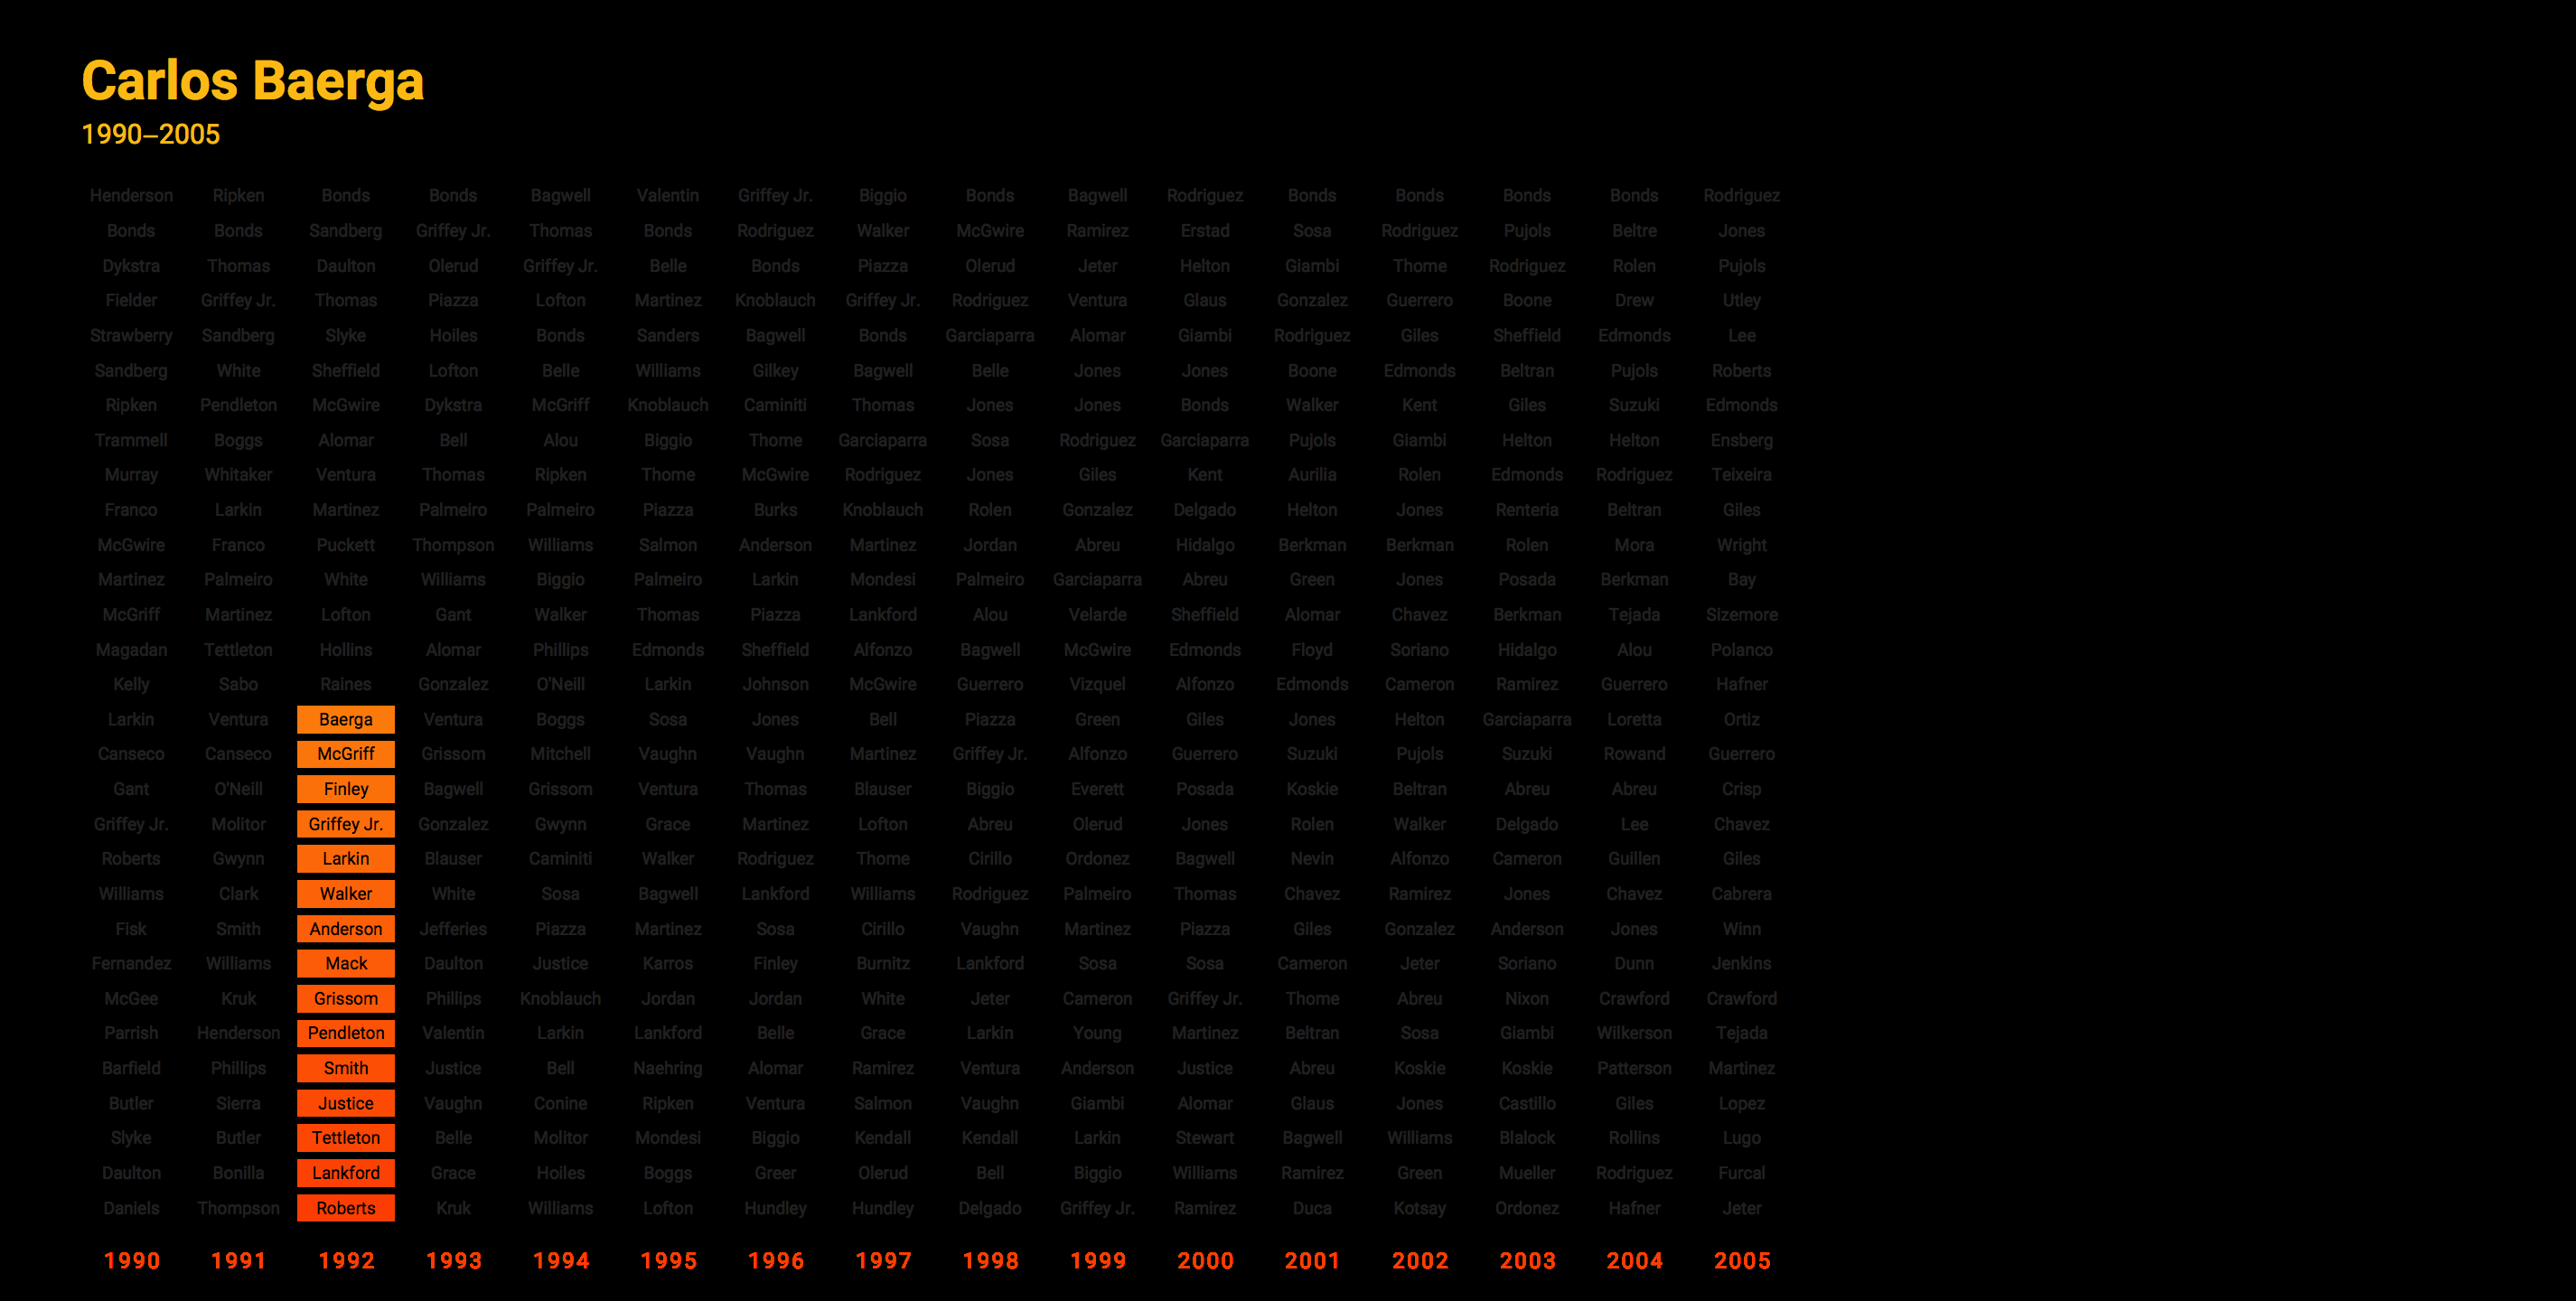 Carlos Baerga
1990–2005
Henderson Ripken Bonds Bonds Bagwell Valentin Griffey Jr. Biggio Bonds Bagwell Rodriguez Bonds Bonds Bonds Bonds Rodriguez
Bonds Bonds Sandberg Griffey Jr. Thomas Bonds Rodriguez Walker McGwire Ramirez Erstad Sosa Rodriguez Pujols Beltre Jones
Dykstra Thomas Daulton Olerud Griffey Jr. Belle Bonds Piazza Olerud Jeter Helton Giambi Thome Rodriguez Rolen Pujols
Fielder Griffey Jr. Thomas Piazza Lofton Martinez Knoblauch Griffey Jr. Rodriguez Ventura Glaus Gonzalez Guerrero Boone Drew Utley
Strawberry Sandberg Slyke Hoiles Bonds Sanders Bagwell Bonds Garciaparra Alomar Giambi Rodriguez Giles Sheffield Edmonds Lee
Sandberg White Sheffield Lofton Belle Williams Gilkey Bagwell Belle Jones Jones Boone Edmonds Beltran Pujols Roberts
Ripken Pendleton McGwire Dykstra McGriff Knoblauch Caminiti Thomas Jones Jones Bonds Walker Kent Giles Suzuki Edmonds
Trammell Boggs Alomar Bell Alou Biggio Thome Garciaparra Sosa Rodriguez Garciaparra Pujols Giambi Helton Helton Ensberg
Murray Whitaker Ventura Thomas Ripken Thome McGwire Rodriguez Jones Giles Kent Aurilia Rolen Edmonds Rodriguez Teixeira
Franco Larkin Martinez Palmeiro Palmeiro Piazza Burks Knoblauch Rolen Gonzalez Delgado Helton Jones Renteria Beltran Giles
McGwire Franco Puckett Thompson Williams Salmon Anderson Martinez Jordan Abreu Hidalgo Berkman Berkman Rolen Mora Wright
Martinez Palmeiro White Williams Biggio Palmeiro Larkin Mondesi Palmeiro Garciaparra Abreu Green Jones Posada Berkman Bay
McGriff Martinez Lofton Gant Walker Thomas Piazza Lankford Alou Velarde Sheffield Alomar Chavez Berkman Tejada Sizemore
Magadan Tettleton Hollins Alomar Phillips Edmonds Sheffield Alfonzo Bagwell McGwire Edmonds Floyd Soriano Hidalgo Alou Polanco
Kelly Sabo Raines Gonzalez O'Neill Larkin Johnson McGwire Guerrero Vizquel Alfonzo Edmonds Cameron Ramirez Guerrero Hafner
Larkin Ventura Baerga Ventura Boggs Sosa Jones Bell Piazza Green Giles Jones Helton Garciaparra Loretta Ortiz
Canseco Canseco McGriff Grissom Mitchell Vaughn Vaughn Martinez Griffey Jr. Alfonzo Guerrero Suzuki Pujols Suzuki Rowand Guerrero
Gant O'Neill Finley Bagwell Grissom Ventura Thomas Blauser Biggio Everett Posada Koskie Beltran Abreu Abreu Crisp
Griffey Jr. Molitor Griffey Jr. Gonzalez Gwynn Grace Martinez Lofton Abreu Olerud Jones Rolen Walker Delgado Lee Chavez
Roberts Gwynn Larkin Blauser Caminiti Walker Rodriguez Thome Cirillo Ordonez Bagwell Nevin Alfonzo Cameron Guillen Giles
Williams Clark Walker White Sosa Bagwell Lankford Williams Rodriguez Palmeiro Thomas Chavez Ramirez Jones Chavez Cabrera
Fisk Smith Anderson Jefferies Piazza Martinez Sosa Cirillo Vaughn Martinez Piazza Giles Gonzalez Anderson Jones Winn
Fernandez Williams Mack Daulton Justice Karros Finley Burnitz Lankford Sosa Sosa Cameron Jeter Soriano Dunn Jenkins
McGee Kruk Grissom Phillips Knoblauch Jordan Jordan White Jeter Cameron Griffey Jr. Thome Abreu Nixon Crawford Crawford
Parrish Henderson Pendleton Valentin Larkin Lankford Belle Grace Larkin Young Martinez Beltran Sosa Giambi Wilkerson Tejada
Barfield Phillips Smith Justice Bell Naehring Alomar Ramirez Ventura Anderson Justice Abreu Koskie Koskie Patterson Martinez
Butler Sierra Justice Vaughn Conine Ripken Ventura Salmon Vaughn Giambi Alomar Glaus Jones Castillo Giles Lopez
Slyke Butler Tettleton Belle Molitor Mondesi Biggio Kendall Kendall Larkin Stewart Bagwell Williams Blalock Rollins Lugo
Daulton Bonilla Lankford Grace Hoiles Boggs Greer Olerud Bell Biggio Williams Ramirez Green Mueller Rodriguez Furcal
Daniels Thompson Roberts Kruk Williams Lofton Hundley Hundley Delgado Griffey Jr. Ramirez Duca Kotsay Ordonez Hafner Jeter
1990 1991 1992 1993 1994 1995 1996 1997 1998 1999 2000 2001 2002 2003 2004 2005